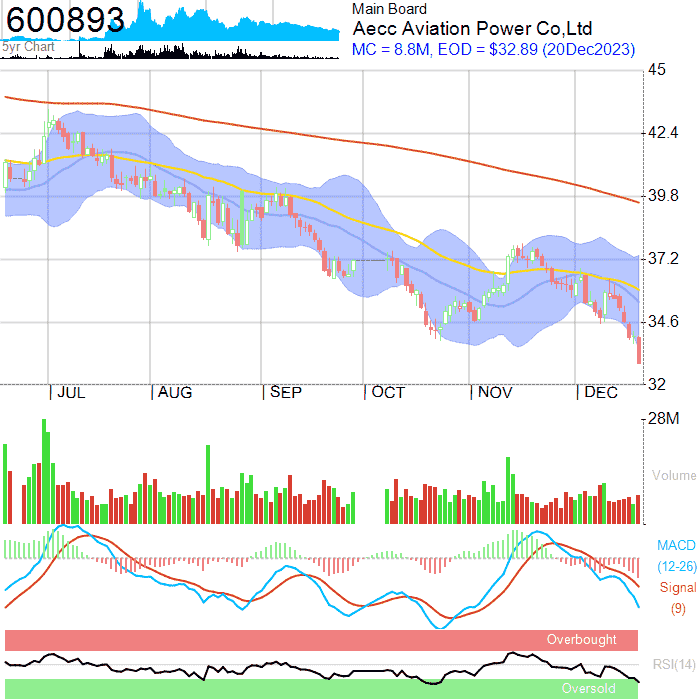 600893
5yr Chart
Main Board
Aecc Aviation Power Co,Ltd
MC = 8.8M, EOD = $32.89 (20Dec2023)
45
42.4
39.8
37.2
34.6
32
JUL AUG SEP OCT NOV DEC
28M
Volume
MACD
(12-26)
Signal
(9)
Overbought
RSI(14)
Oversold